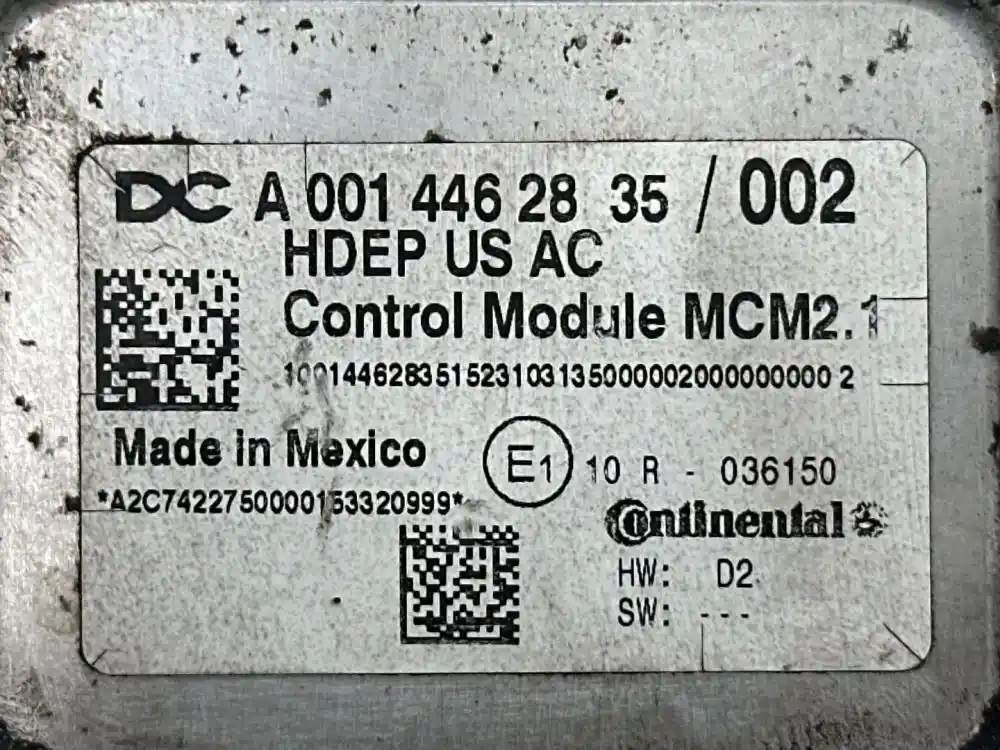 DC A 001 446 28 35 / 002
HDEP US AC
Control Module MCM2.1
10014462835152310313500000200000000 2
Made in Mexico
E1 10 R - 036150
*A2C74227500000153320999*
Continental
HW: D2
SW: ---